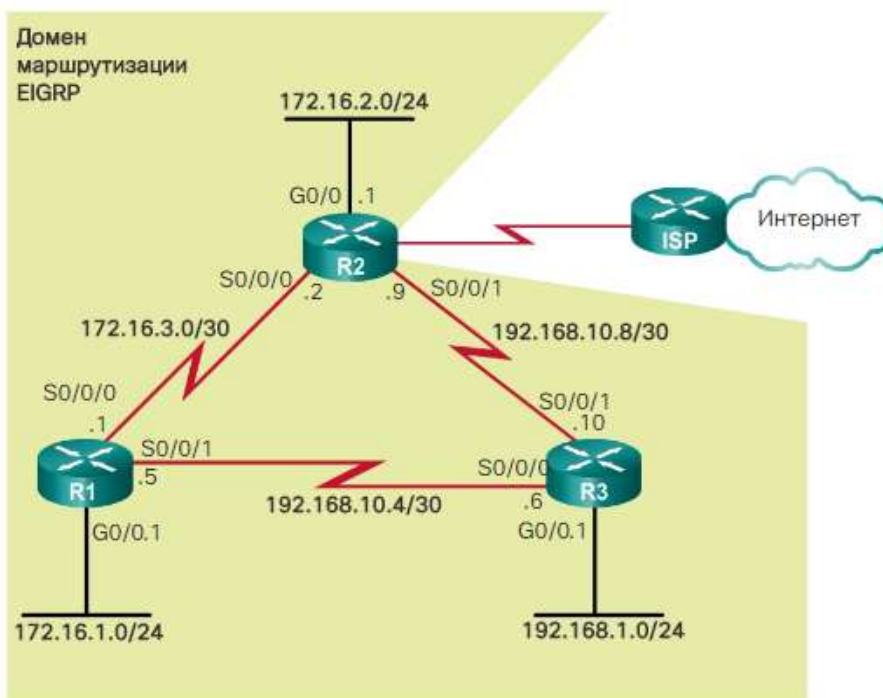 Домен
маршрутизации
EIGRP
172.16.2.0/24
G0/0 .1
R2
ISP
Интернет
S0/0/0
.2
.9
S0/0/1
172.16.3.0/30
192.168.10.8/30
S0/0/0
.1
S0/0/1
.10
R1
S0/0/1
.5
S0/0/0
.6
R3
192.168.10.4/30
G0/0.1
G0/0.1
172.16.1.0/24
192.168.1.0/24